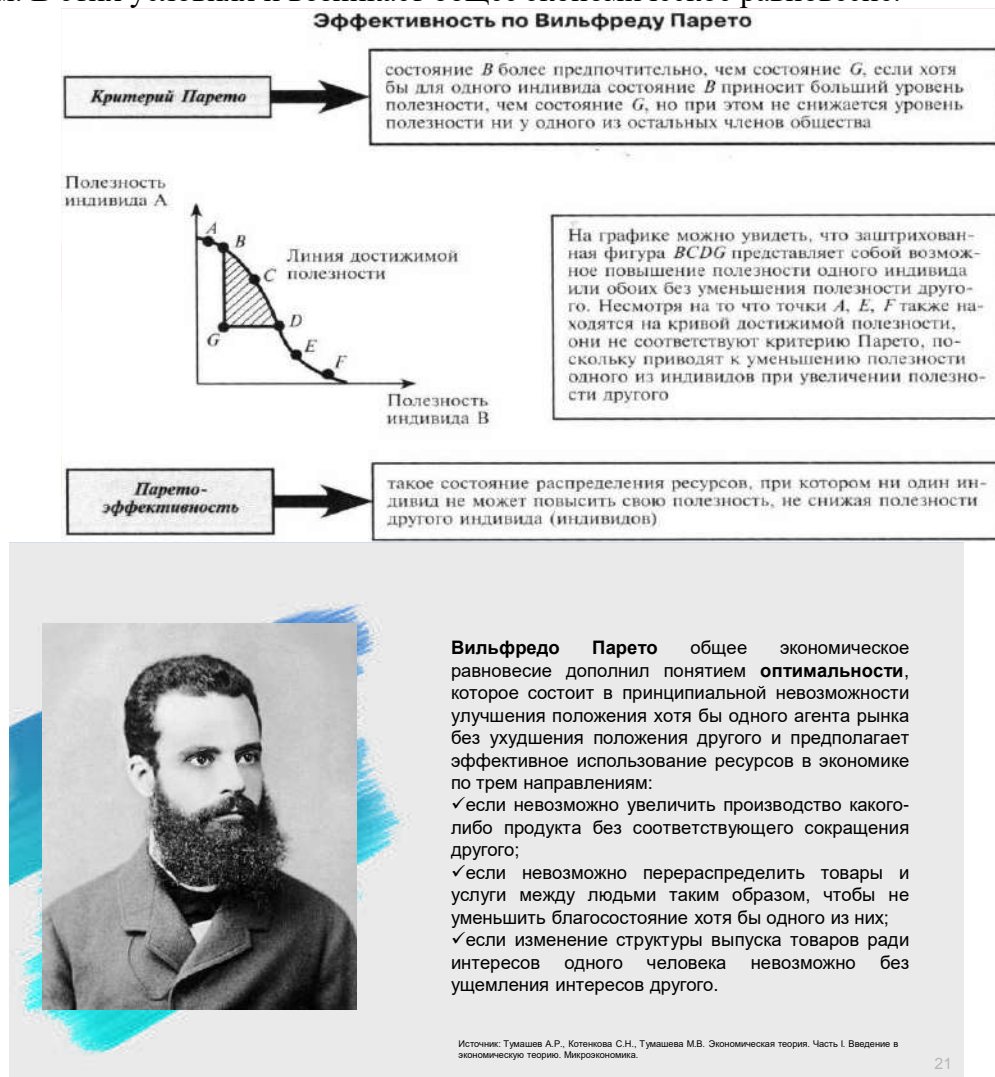 Эффективность по Вильфреду Парето
Критерий Парето
состояние B более предпочтительно, чем состояние G, если хотя
бы для одного индивида состояние B приносит больший уровень
полезности, чем состояние G, но при этом не снижается уровень
полезности ни у одного из остальных членов общества
Полезность
индивида А
A
B
Линия достижимой
C
полезности
G
D
E
F
Полезность
индивида В
На графике можно увидеть, что заштрихован-
ная фигура BCDG представляет собой возмож-
ное повышение полезности одного индивида
или обоих без уменьшения полезности друго-
го. Несмотря на то что точки A, E, F также на-
ходятся на кривой достижимой полезности,
они не соответствуют критерию Парето, по-
скольку приводят к уменьшению полезности
одного из индивидов при увеличении полезно-
сти другого
Парето-
эффективность
такое состояние распределения ресурсов, при котором ни один ин-
дивид не может повысить свою полезность, не снижая полезности
другого индивида (индивидов)
Вильфредо Парето общее экономическое
равновесие дополнил понятием оптимальности,
которое состоит в принципиальной невозможности
улучшения положения хотя бы одного агента рынка
без ухудшения положения другого и предполагает
эффективное использование ресурсов в экономике
по трем направлениям:
✓если невозможно увеличить производство какого-
либо продукта без соответствующего сокращения
другого;
✓если невозможно перераспределить товары и
услуги между людьми таким образом, чтобы не
уменьшить благосостояние хотя бы одного из них;
✓если изменение структуры выпуска товаров ради
интересов одного человека невозможно без
ущемления интересов другого.
Источник: Тумашев А.Р., Котенкова С.Н., Тумашева М.В. Экономическая теория. Часть I. Введение в
экономическую теорию. Микроэкономика.
21